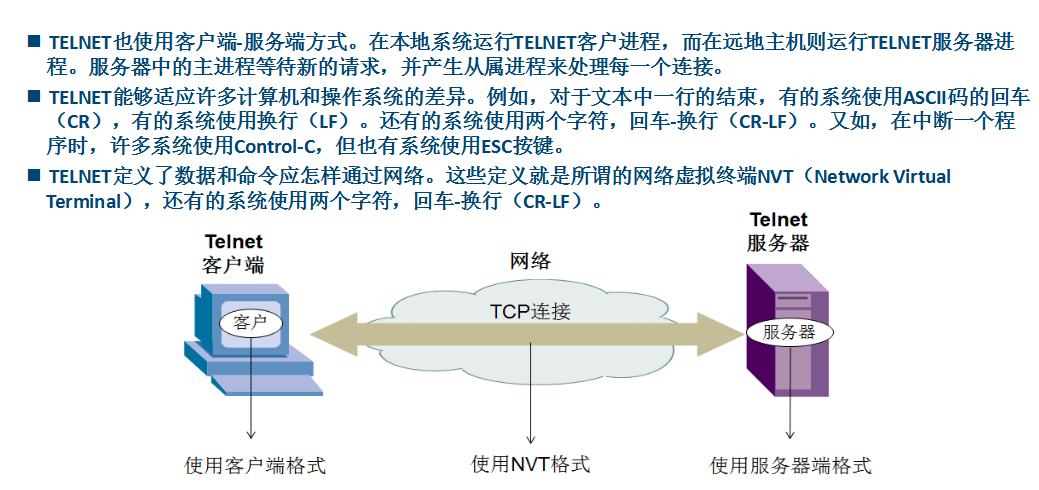 ■ TELNET也使用客户端-服务端方式。在本地系统运行TELNET客户进程，而在远地主机则运行TELNET服务器进
程。服务器中的主进程等待新的请求，并产生从属进程来处理每一个连接。
■ TELNET能够适应许多计算机和操作系统的差异。例如，对于文本中一行的结束，有的系统使用ASCII码的回车
（CR），有的系统使用换行（LF）。还有的系统使用两个字符，回车-换行（CR-LF）。又如，在中断一个程
序时，许多系统使用Control-C，但也有系统使用ESC按键。
■ TELNET定义了数据和命令应怎样通过网络。这些定义就是所谓的网络虚拟终端NVT（Network Virtual
Terminal），还有的系统使用两个字符，回车-换行（CR-LF）。
Telnet
客户端
网络
Telnet
服务器
客户
TCP连接
服务器
使用客户端格式
使用NVT格式
使用服务器端格式